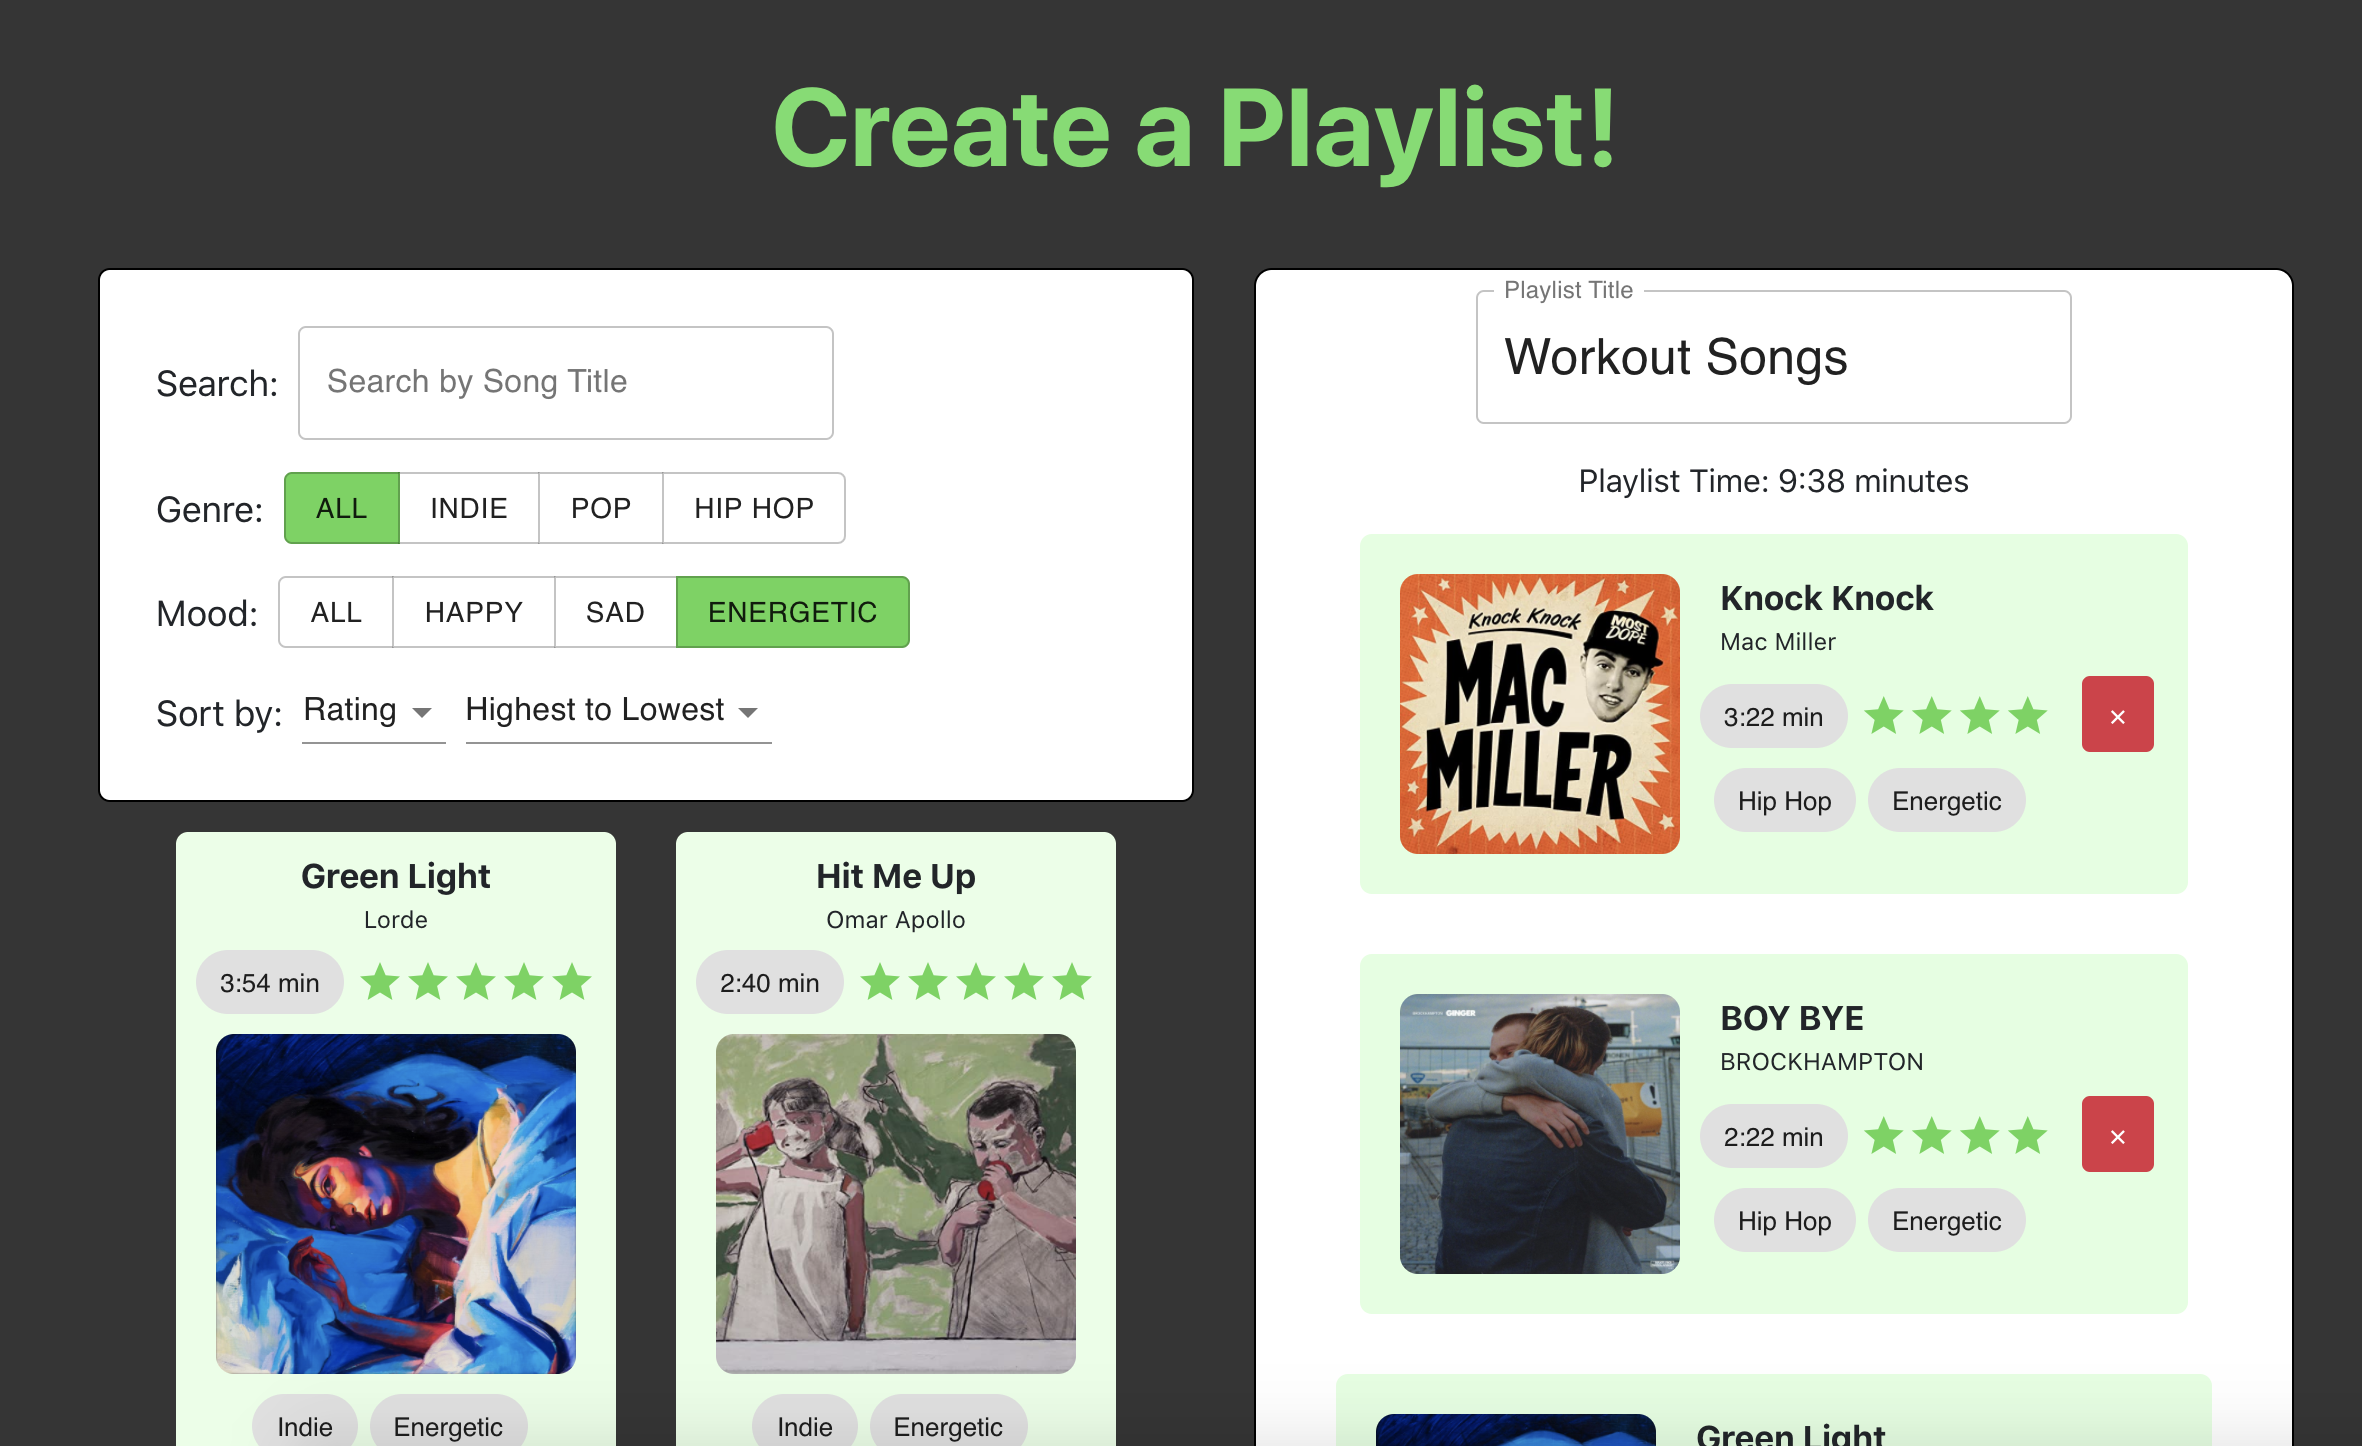 Create a Playlist!
Search:
Search by Song Title
Genre:
ALL
INDIE
POP
HIP HOP
Mood:
ALL
HAPPY
SAD
ENERGETIC
Sort by:
Rating
Highest to Lowest
Green Light
Lorde
3:54 min
Indie
Energetic
Hit Me Up
Omar Apollo
2:40 min
Indie
Energetic
Playlist Title
Workout Songs
Playlist Time: 9:38 minutes
Knock Knock
MOST
DOPE
MAC
MILLER
Knock Knock
Mac Miller
3:22 min
×
Hip Hop
Energetic
BROCKHAMPTON GINGER
BOY BYE
BROCKHAMPTON
2:22 min
×
Hip Hop
Energetic
Green Light